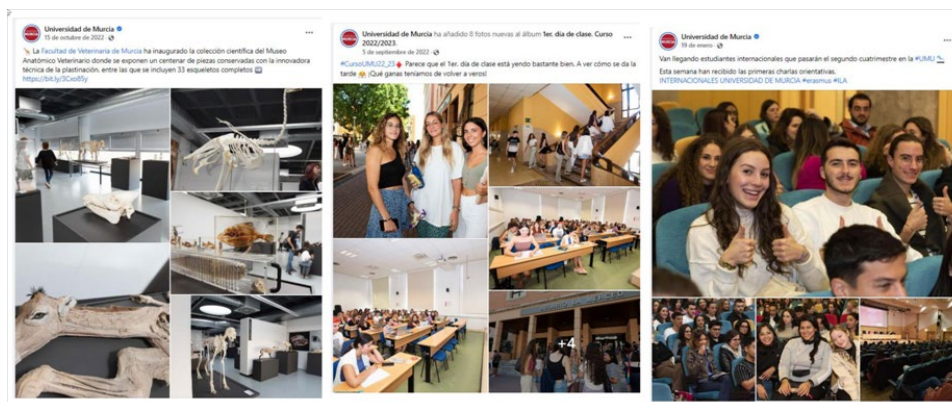 Universidad de Murcia
15 de octubre de 2022
La Facultad de Veterinaria de Murcia ha inaugurado la colección científica del Museo
Anatómico Veterinario donde se exponen un centenar de piezas conservadas con la innovadora
técnica de la plastinación, entre las que se incluyen 33 esqueletos completos
https://bit.ly/3Cxo85y
Universidad de Murcia ha añadido 8 fotos nuevas al álbum 1er. día de clase. Curso
2022/2023.
5 de septiembre de 2022
#CursoUMU22_23 Parece que el 1er. día de clase está yendo bastante bien. A ver cómo se da la
tarde ¡Qué ganas teníamos de volver a veros!
+4
Universidad de Murcia
18 de enero
Van llegando estudiantes internacionales que pasarán el segundo cuatrimestre en la #UMU
Esta semana han recibido las primeras charlas orientativas.
INTERNACIONALES UNIVERSIDAD DE MURCIA #erasmus #ILA